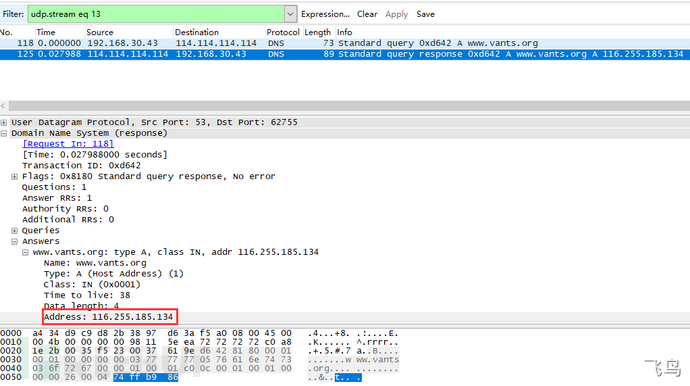 Filter: udp.stream eq 13 Expression... Clear Apply Save
No. Time Source Destination Protocol Length Info
118 0.000000 192.168.30.43 114.114.114.114 DNS 73 Standard query 0xd642 A www.vants.org
125 0.027988 114.114.114.114 192.168.30.43 DNS 89 Standard query response 0xd642 A www.vants.org A 116.255.185.134
User Datagram Protocol, Src Port: 53, Dst Port: 62755
Domain Name System (response)
[Request In: 118]
[Time: 0.027988000 seconds]
Transaction ID: 0xd642
Flags: 0x8180 Standard query response, No error
Questions: 1
Answer RRs: 1
Authority RRs: 0
Additional RRs: 0
Queries
Answers
www.vants.org: type A, class IN, addr 116.255.185.134
Name: www.vants.org
Type: A (Host Address) (1)
Class: IN (0x0001)
Time to live: 38
Data length: 4
Address: 116.255.185.134
0000 a4 34 d9 c9 d8 2b 38 97 d6 3a f5 a0 08 00 45 00 .4...+8. .:....E.
0010 00 4b 00 00 00 00 98 11 5e ea 72 72 72 72 c0 a8 .K...... ^.rrrr..
0020 1e 2b 00 35 f5 23 00 37 61 9e d6 42 81 80 00 01 .+.5.#.7 a..B....
0030 00 01 00 00 00 00 03 77 77 77 05 76 61 6e 74 73 .......w ww.vants
0040 03 6f 72 67 00 00 01 00 01 c0 0c 00 01 00 01 00 .org.... ........
0050 00 00 26 00 04 74 ff b9 86 ..&..t.. .
飞鸟